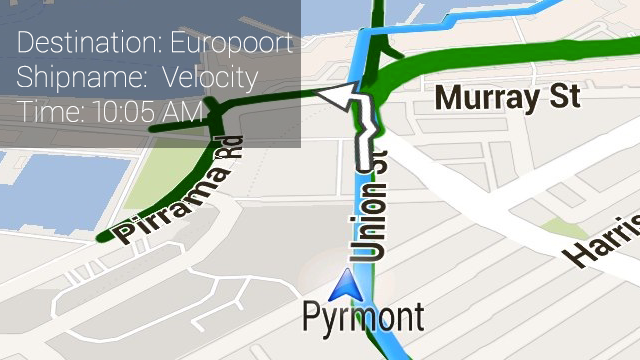 Destination: Europoort
Shipname: Velocity
Time: 10:05 AM
Murray St
Pirrama Rd
Union St
Harris
Pyrmont